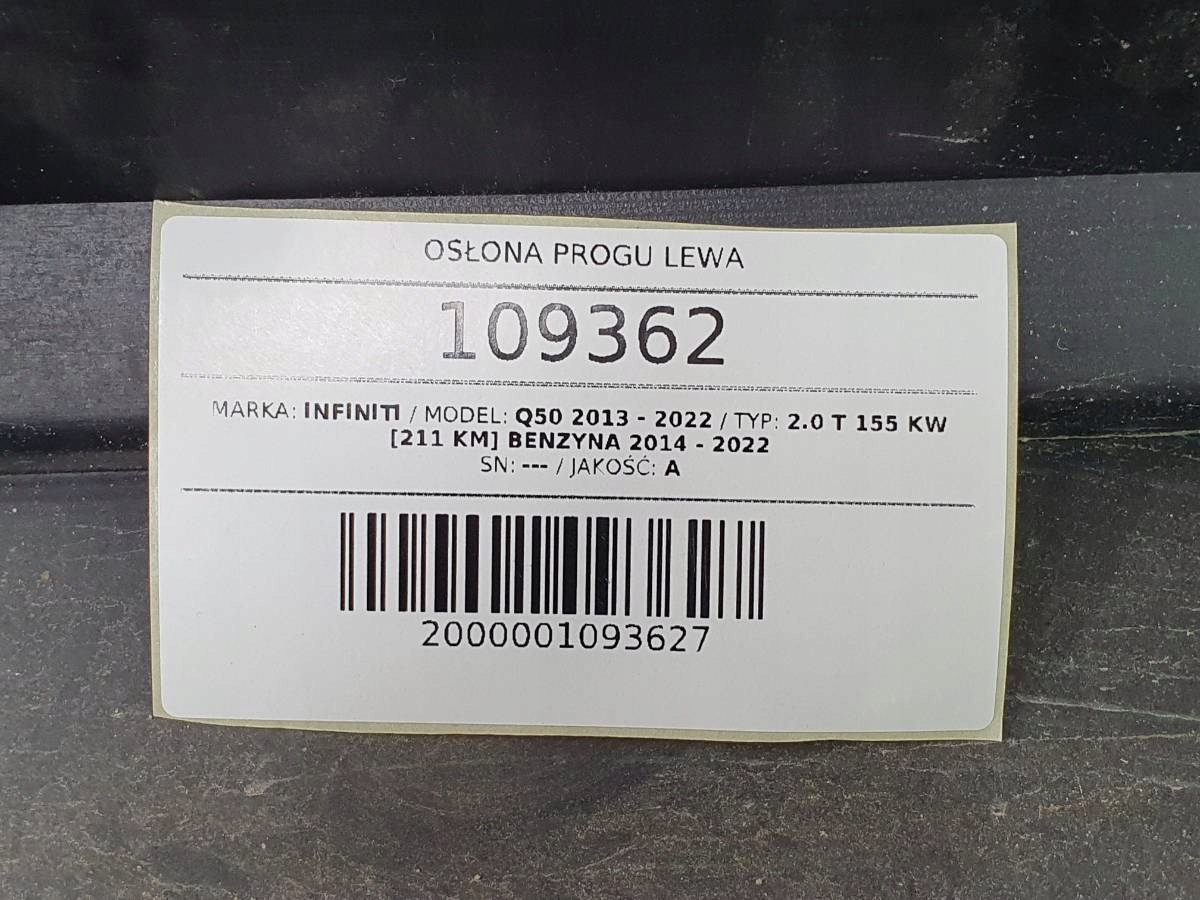 OSŁONA PROGU LEWA
109362
MARKA: INFINITI / MODEL: Q50 2013 - 2022 / TYP: 2.0 T 155 KW
[211 KM] BENZYNA 2014 - 2022
SN: --- / JAKOŚĆ: A
2000001093627